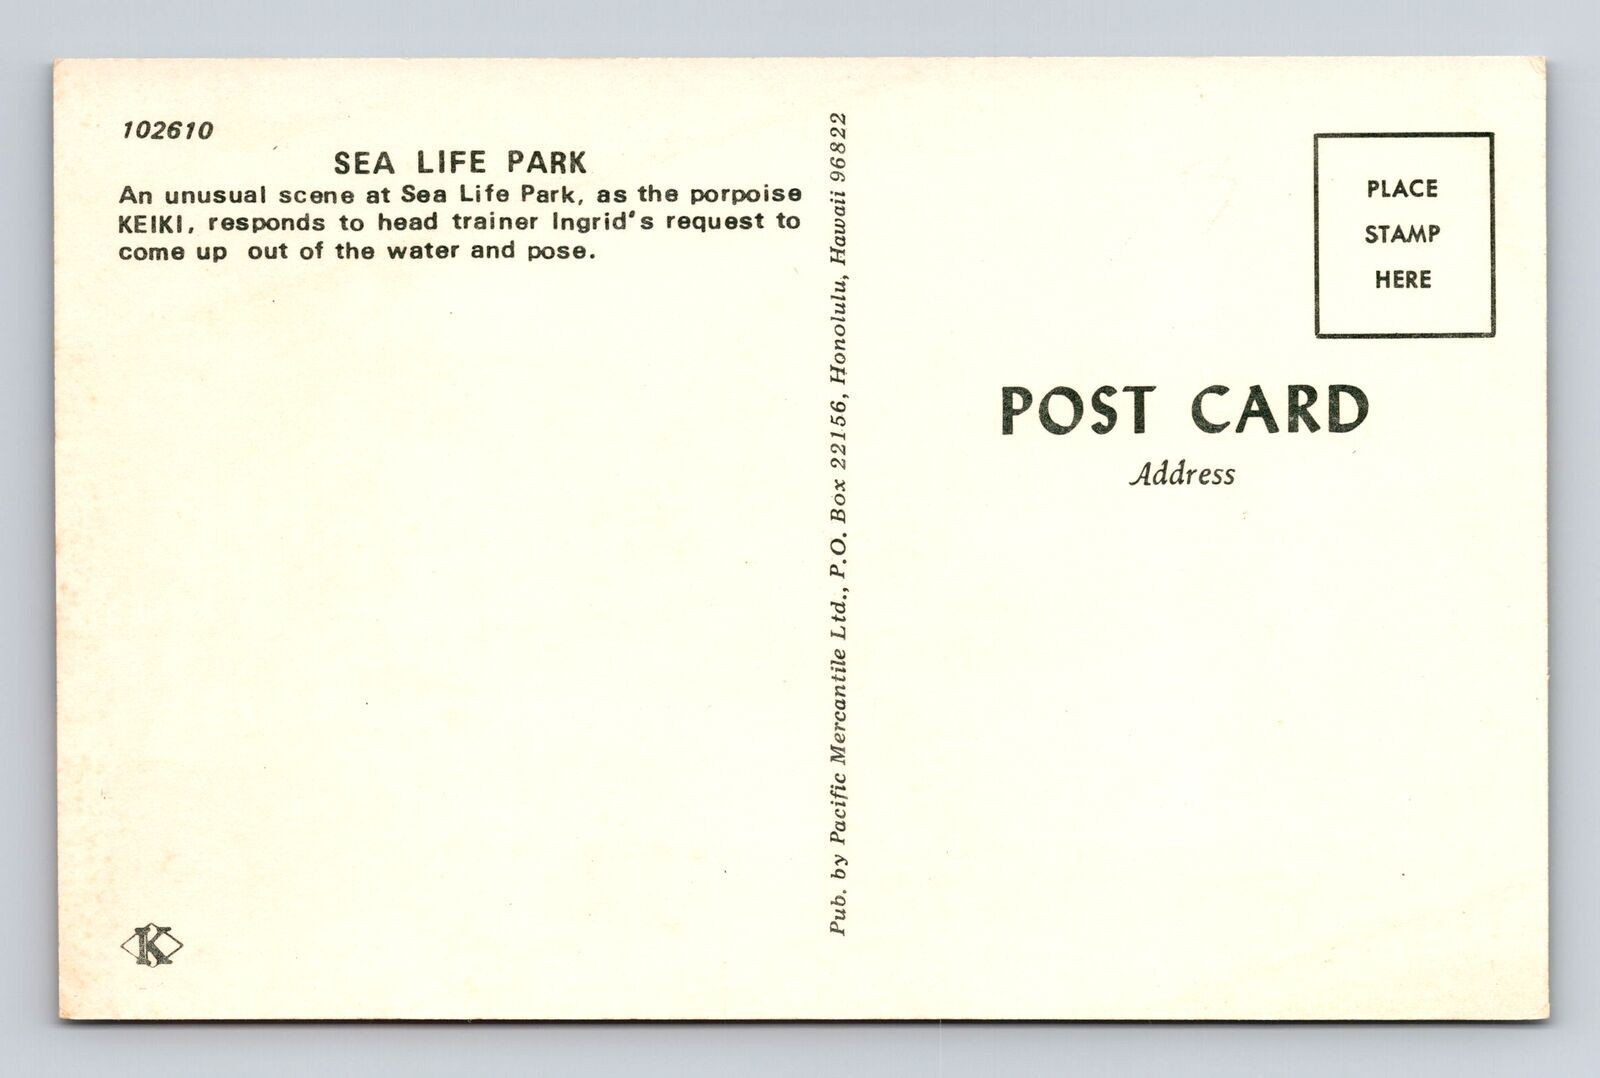 102610
SEA LIFE PARK
An unusual scene at Sea Life Park, as the porpoise
KEIKI, responds to head trainer Ingrid's request to
come up out of the water and pose.
K
Pub. by Pacific Mercantile Ltd., P.O. Box 22156, Honolulu, Hawaii 96822
PLACE
STAMP
HERE
POST CARD
Address